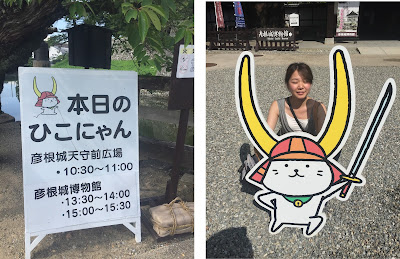 本日の
ひこにゃん
彦根城天守前広場
・10:30〜11:00
彦根城博物館
・13:30〜14:00
・15:00〜15:30